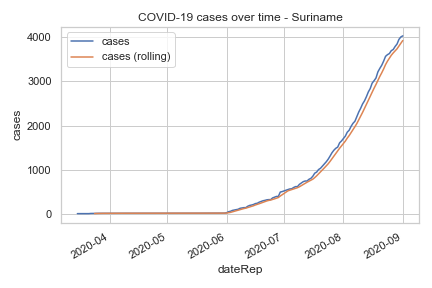 COVID-19 cases over time - Suriname
cases
cases (rolling)
4000
3000
2000
1000
0
cases
2020-04
2020-05
2020-06
2020-07
2020-08
2020-09
dateRep